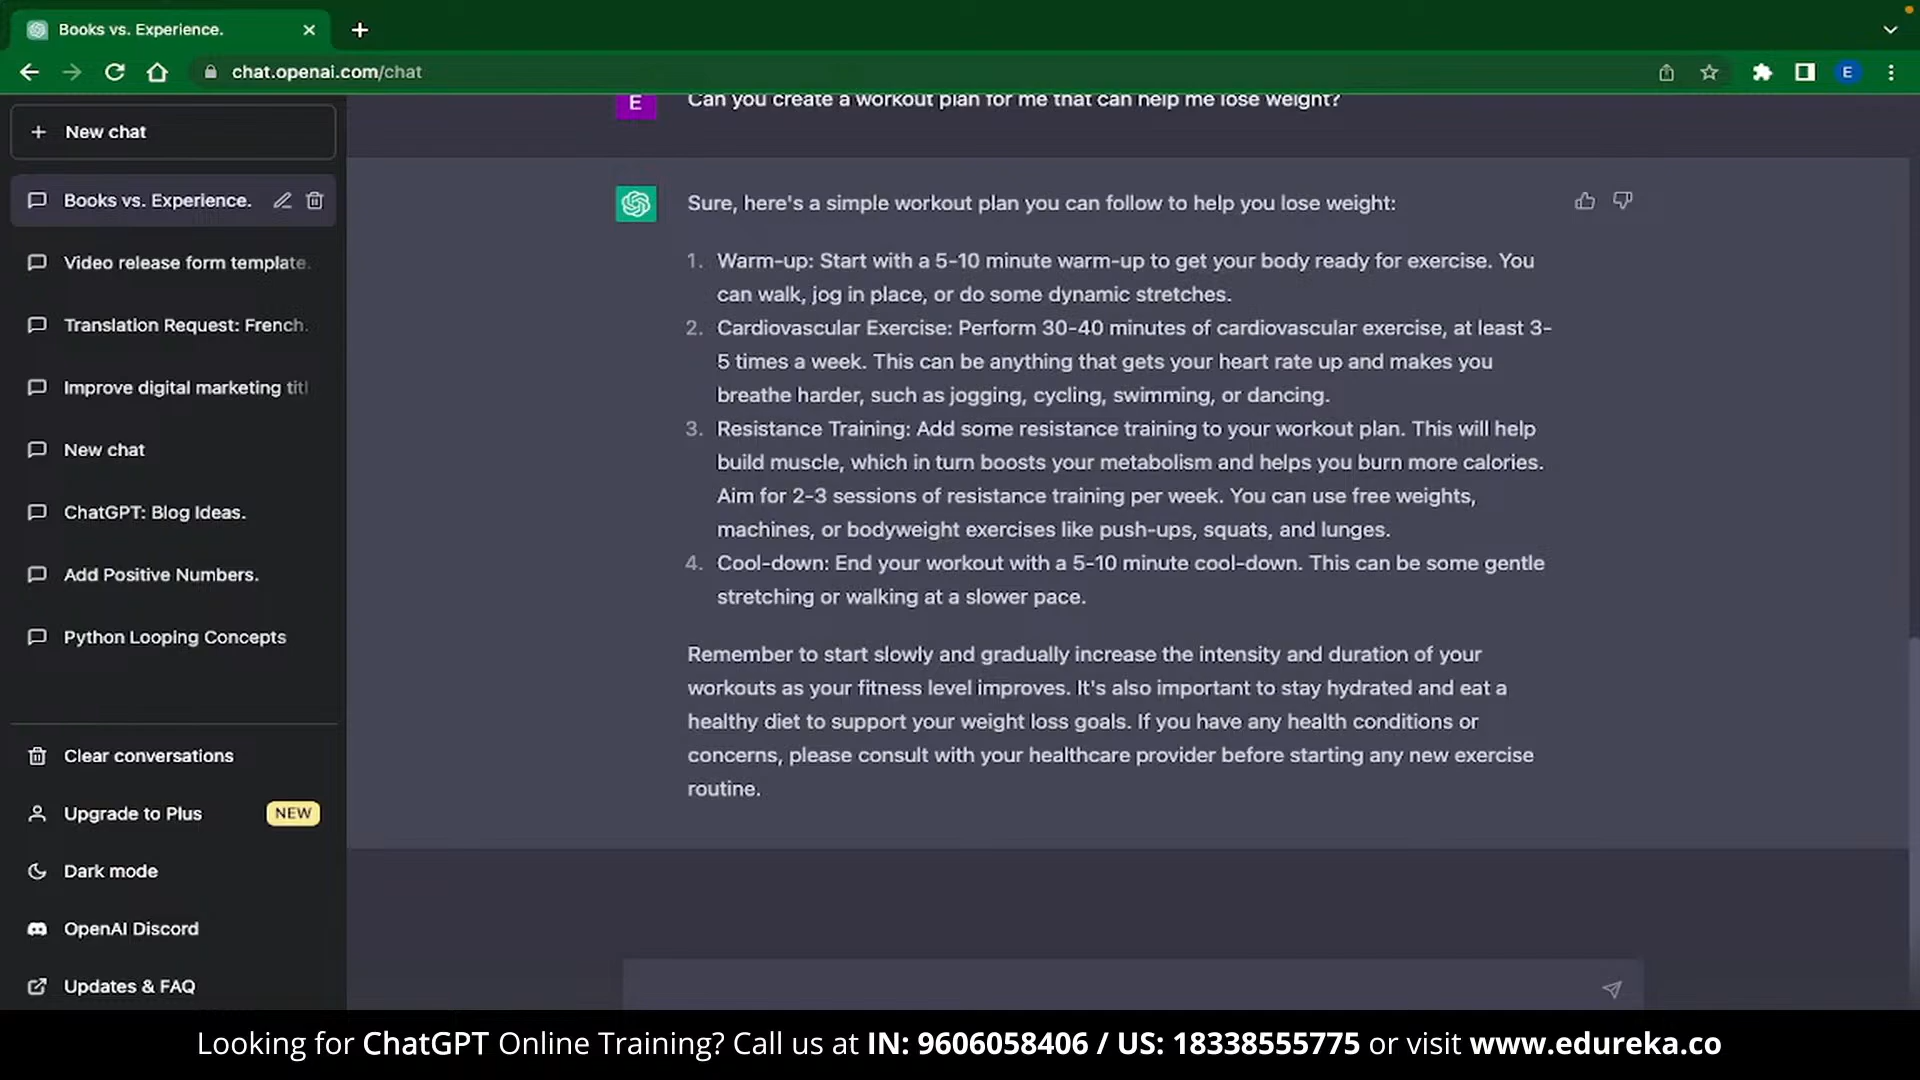 Books vs. Experience.
chat.openai.com/chat
E
New chat
Books vs. Experience.
Video release form template.
Translation Request: French.
Improve digital marketing titl
New chat
ChatGPT: Blog Ideas.
Add Positive Numbers.
Python Looping Concepts
Clear conversations
Upgrade to Plus NEW
Dark mode
OpenAI Discord
Updates & FAQ
E Can you create a workout plan for me that can help me lose weight?
Sure, here's a simple workout plan you can follow to help you lose weight:
1. Warm-up: Start with a 5-10 minute warm-up to get your body ready for exercise. You
can walk, jog in place, or do some dynamic stretches.
2. Cardiovascular Exercise: Perform 30-40 minutes of cardiovascular exercise, at least 3-
5 times a week. This can be anything that gets your heart rate up and makes you
breathe harder, such as jogging, cycling, swimming, or dancing.
3. Resistance Training: Add some resistance training to your workout plan. This will help
build muscle, which in turn boosts your metabolism and helps you burn more calories.
Aim for 2-3 sessions of resistance training per week. You can use free weights,
machines, or bodyweight exercises like push-ups, squats, and lunges.
4. Cool-down: End your workout with a 5-10 minute cool-down. This can be some gentle
stretching or walking at a slower pace.
Remember to start slowly and gradually increase the intensity and duration of your
workouts as your fitness level improves. It's also important to stay hydrated and eat a
healthy diet to support your weight loss goals. If you have any health conditions or
concerns, please consult with your healthcare provider before starting any new exercise
routine.
Looking for ChatGPT Online Training? Call us at IN: 9606058406 / US: 18338555775 or visit www.edureka.co